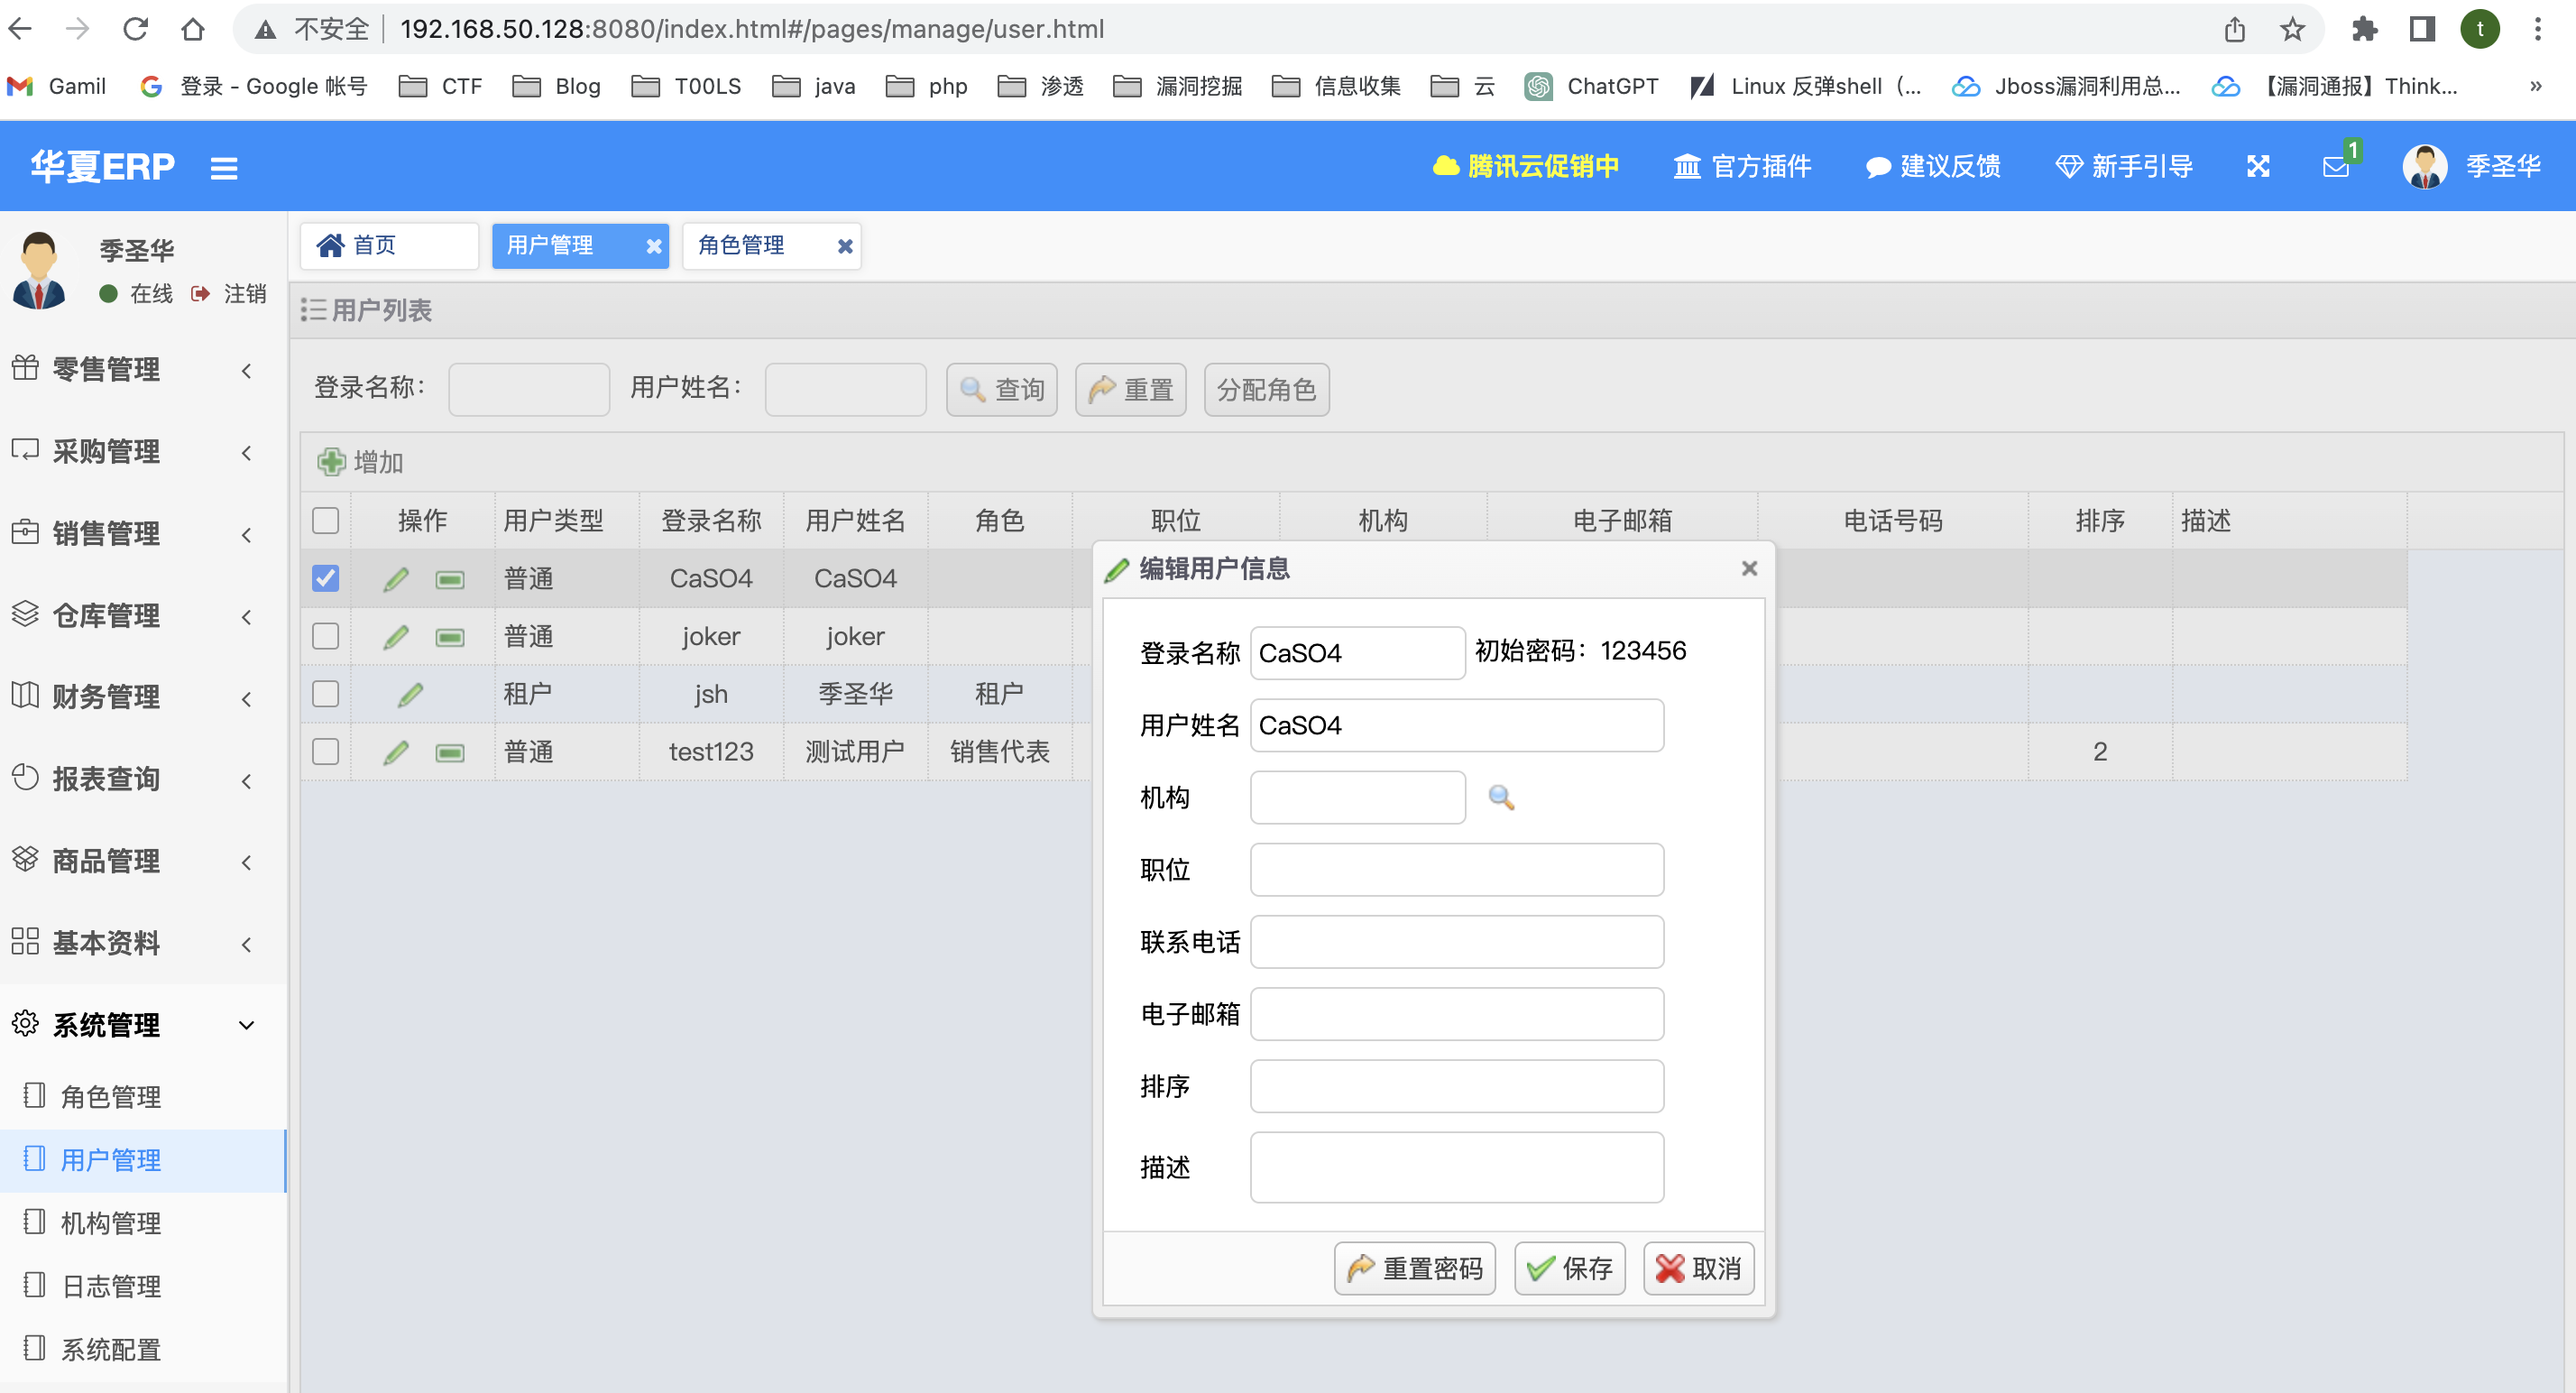 不安全 192.168.50.128:8080/index.html#/pages/manage/user.html t
Gamil 登录 - Google 帐号 CTF Blog T00LS java php 渗透 漏洞挖掘 信息收集 云 ChatGPT Linux 反弹shell（... Jboss漏洞利用总... 【漏洞通报】Think... »
华夏ERP 腾讯云促销中 官方插件 建议反馈 新手引导 1 季圣华
季圣华
在线 注销
首页 用户管理 角色管理
用户列表
零售管理
采购管理
销售管理
仓库管理
财务管理
报表查询
商品管理
基本资料
系统管理
角色管理
用户管理
机构管理
日志管理
系统配置
登录名称： 用户姓名： 查询 重置 分配角色
增加
操作 用户类型 登录名称 用户姓名 角色 职位 机构 电子邮箱 电话号码 排序 描述
普通 CaSO4 CaSO4
普通 joker joker
租户 jsh 季圣华 租户
普通 test123 测试用户 销售代表 2
编辑用户信息
登录名称 CaSO4 初始密码：123456
用户姓名 CaSO4
机构
职位
联系电话
电子邮箱
排序
描述
重置密码 保存 取消